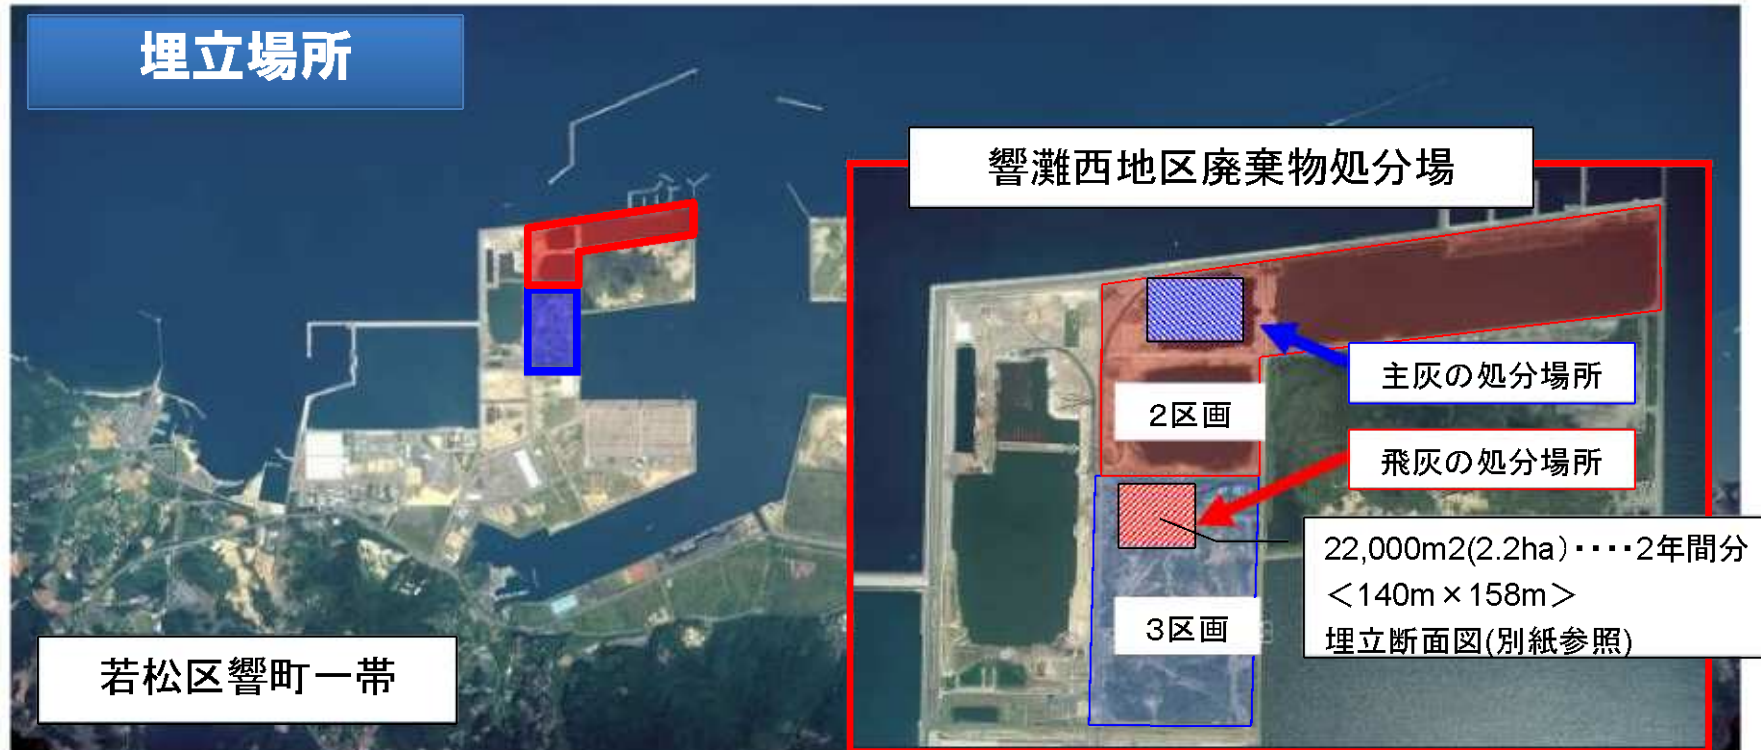 埋立場所
響灘西地区廃棄物処分場
主灰の処分場所
2区画
飛灰の処分場所
22,000m2(2.2ha)・・・・2年間分
＜140m×158m＞
埋立断面図(別紙参照)
3区画
若松区響町一帯